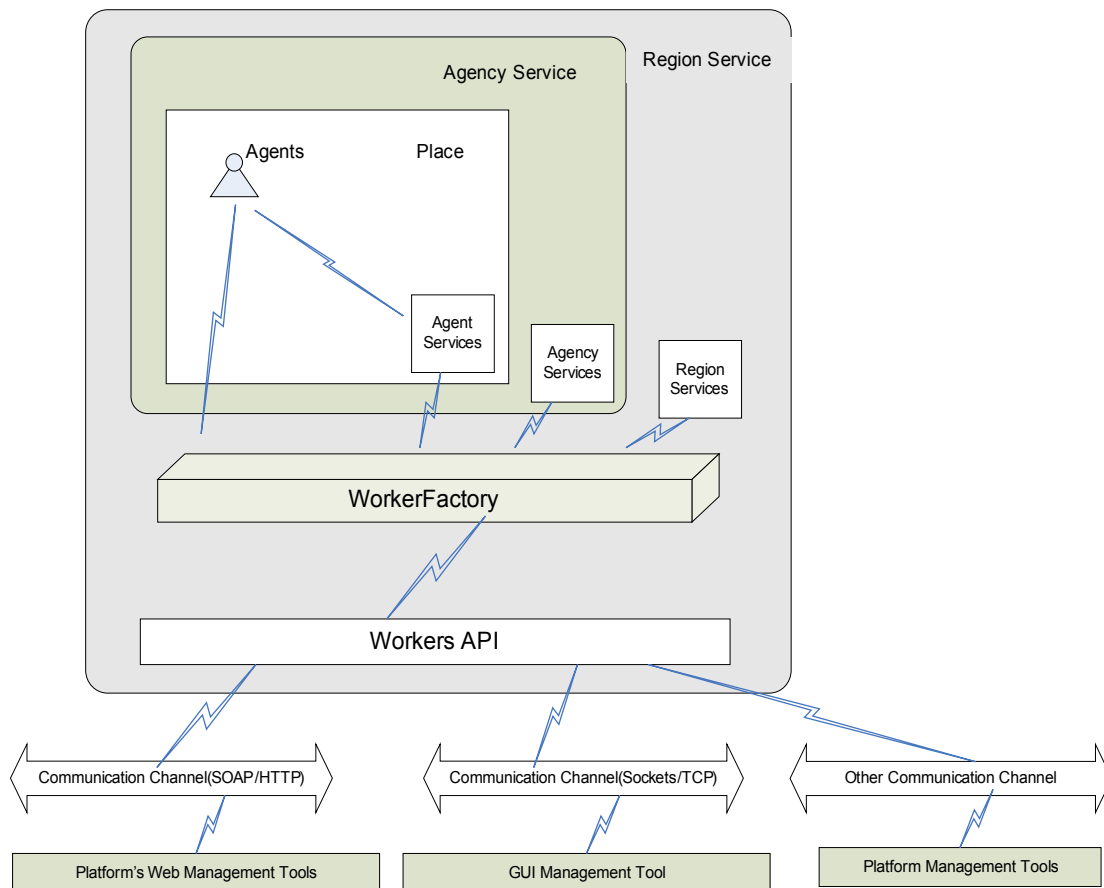 Region Service
Agency Service
Agents
Place
Agent
Services
Agency
Services
Region
Services
WorkerFactory
Workers API
Communication Channel(SOAP/HTTP)
Communication Channel(Sockets/TCP)
Other Communication Channel
Platform's Web Management Tools
GUI Management Tool
Platform Management Tools